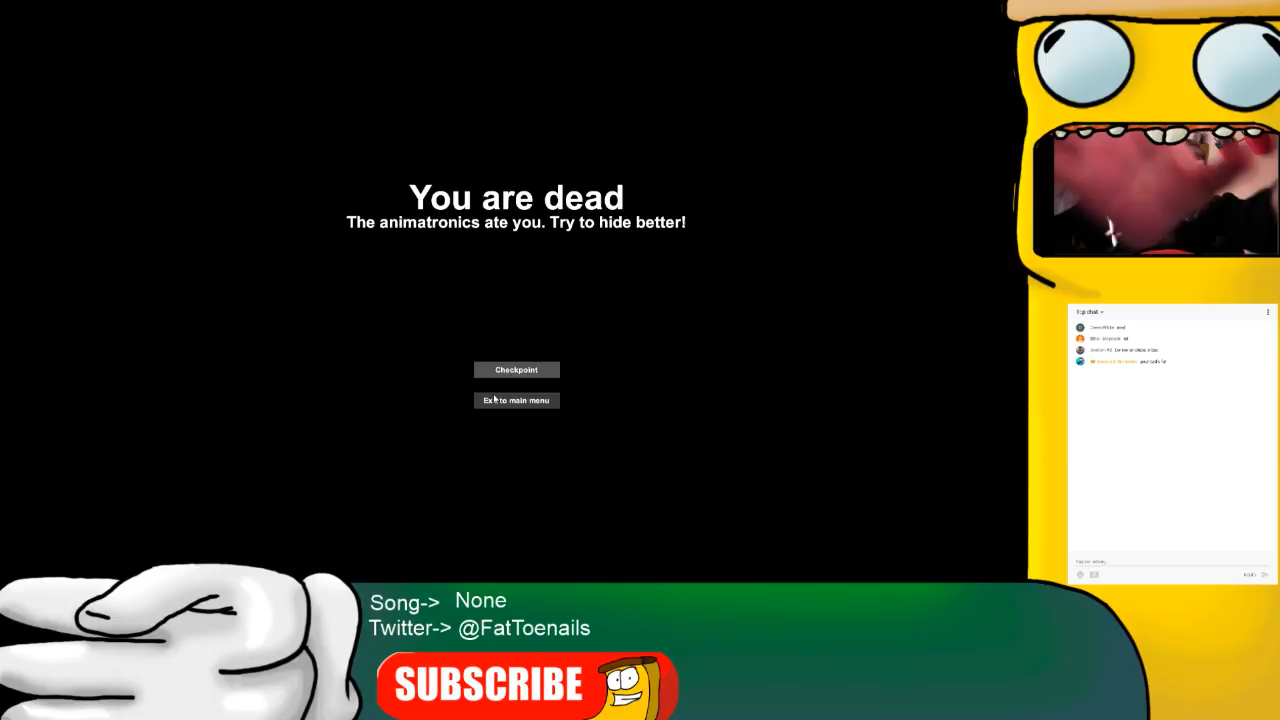 You are dead
The animatronics ate you. Try to hide better!
Checkpoint
to main menu
Song-> None
Twitter-> @FatToenails
SUBSCRIBE